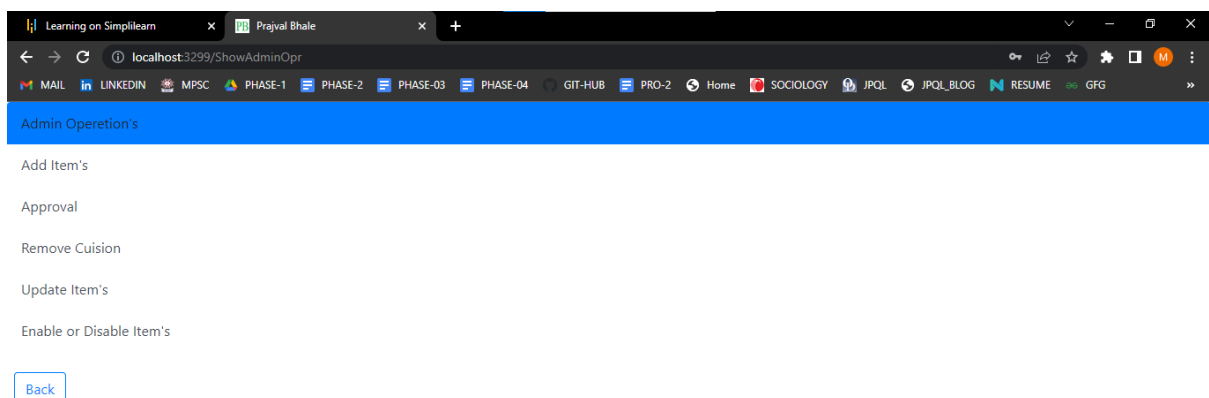 Learning on Simplilearn PB Prajval Bhale
localhost:3299/ShowAdminOpr M
MAIL in LINKEDIN MPSC PHASE-1 PHASE-2 PHASE-03 PHASE-04 GIT-HUB PRO-2 Home SOCIOLOGY JPQL JPQL_BLOG RESUME GFG »
Admin Operetion's
Add Item's
Approval
Remove Cuision
Update Item's
Enable or Disable Item's
Back